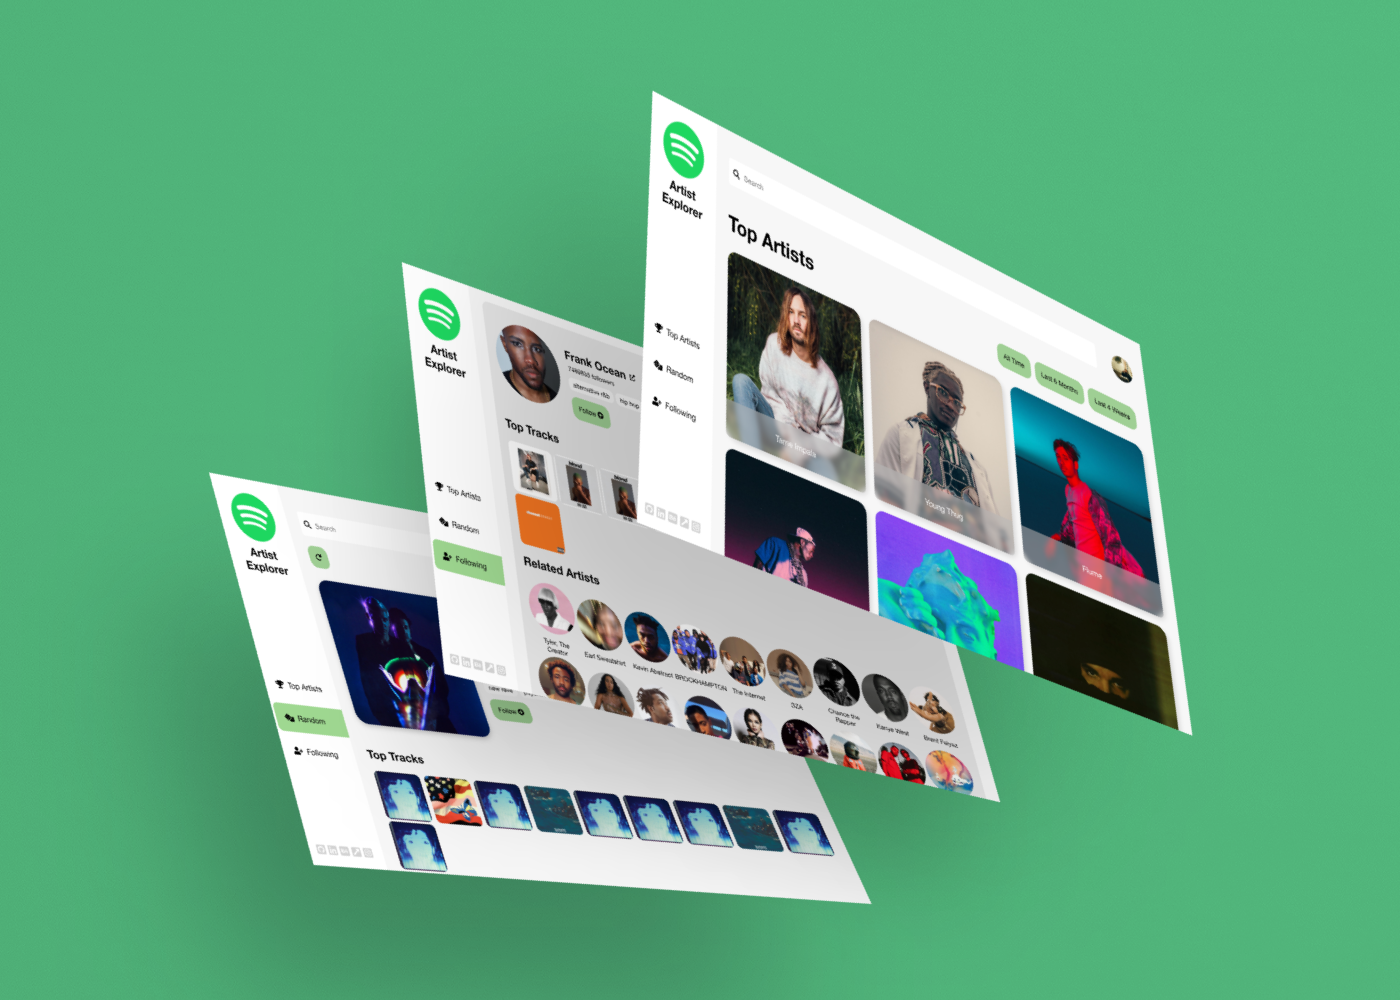 Artist
Explorer
Search
Top Artists
Top Artists
Random
Following
All Time
Last 6 Months
Last 4 Weeks
Tame Impala
Young Thug
Flume
Artist
Explorer
Frank Ocean
followers
alternative r&b
hip hop
Follow
Top Tracks
Top Artists
Random
Following
Related Artists
Tyler, The
Creator
Earl Sweatshirt
Kevin Abstract
BROCKHAMPTON
The Internet
SZA
Chance the
Rapper
Kanye West
Brent Faiyaz
Artist
Explorer
Search
Top Artists
Random
Following
Follow
Top Tracks